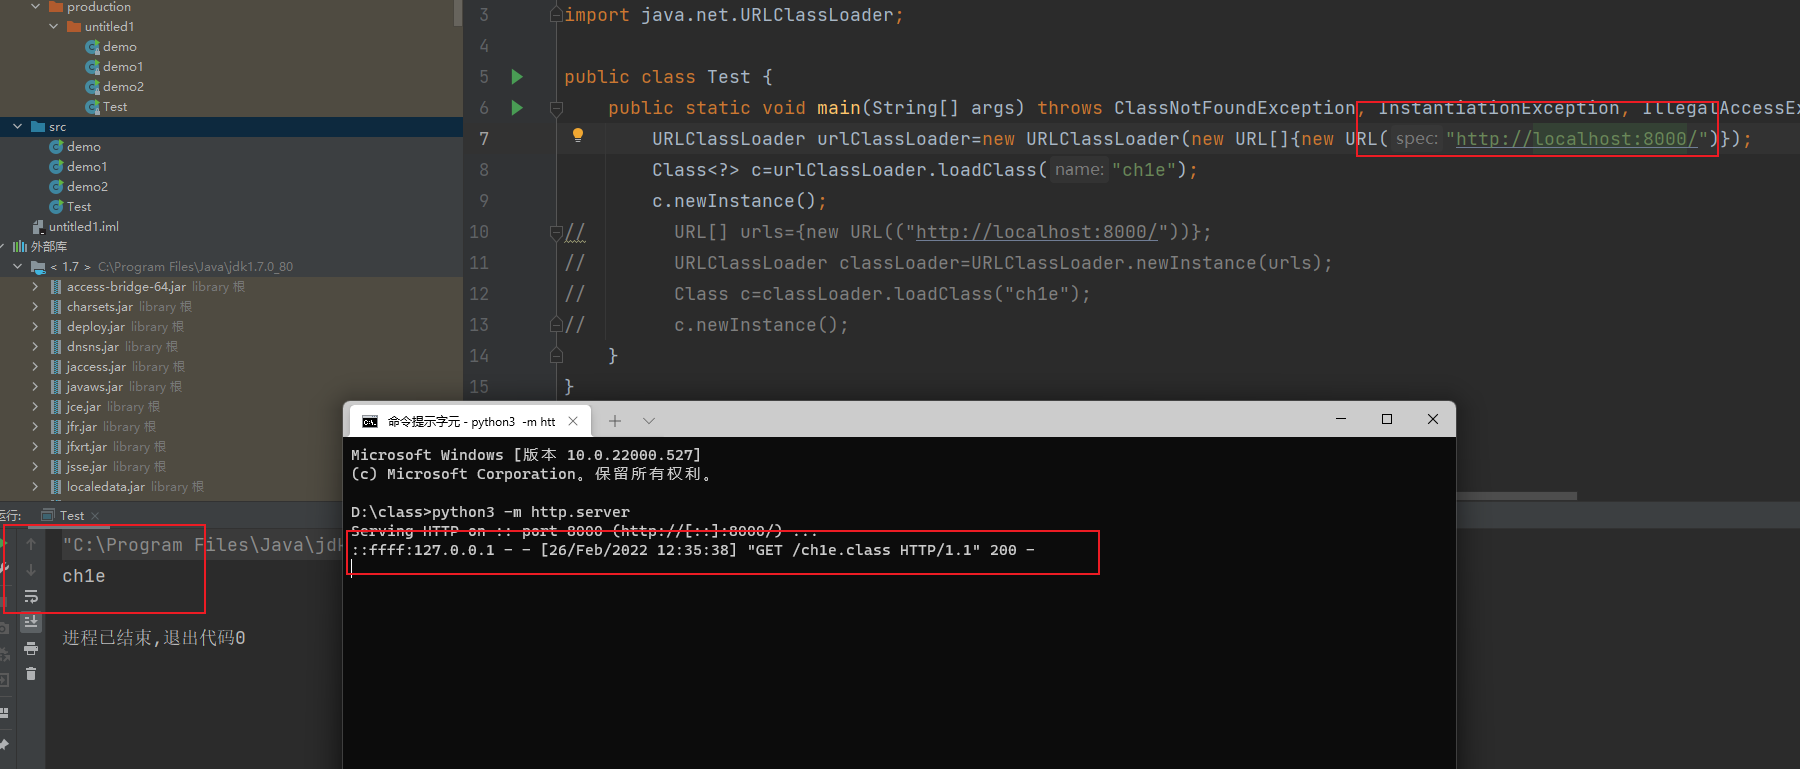 production
untitled1
demo
demo1
demo2
Test
src
demo
demo1
demo2
Test
untitled1.iml
外部库
< 1.7 > C:\Program Files\Java\jdk1.7.0_80
access-bridge-64.jar library 根
charsets.jar library 根
deploy.jar library 根
dnsns.jar library 根
jaccess.jar library 根
javaws.jar library 根
jce.jar library 根
jfr.jar library 根
jfxrt.jar library 根
jsse.jar library 根
localedata.jar library 根
3 import java.net.URLClassLoader;
4
5 public class Test {
6 public static void main(String[] args) throws ClassNotFoundException, InstantiationException, IllegalAccessEx
7 URLClassLoader urlClassLoader=new URLClassLoader(new URL[]{new URL( spec: "http://localhost:8000/")});
8 Class<?> c=urlClassLoader.loadClass( name: "ch1e");
9 c.newInstance();
10 // URL[] urls={new URL(("http://localhost:8000/"))};
11 // URLClassLoader classLoader=URLClassLoader.newInstance(urls);
12 // Class c=classLoader.loadClass("ch1e");
13 // c.newInstance();
14 }
15 }
运行: Test
"C:\Program Files\Java\jdk
ch1e
进程已结束,退出代码0
命令提示字元 - python3 -m htt
Microsoft Windows [版本 10.0.22000.527]
(c) Microsoft Corporation。保留所有权利。
D:\class>python3 -m http.server
Serving HTTP on :: port 8000 (http://[::]:8000/) ...
::ffff:127.0.0.1 - - [26/Feb/2022 12:35:38] "GET /ch1e.class HTTP/1.1" 200 -